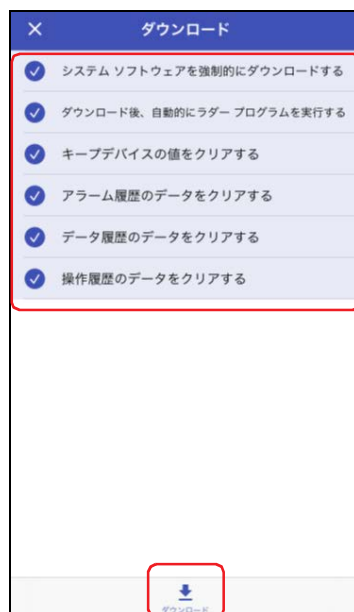 ダウンロード
システム ソフトウェアを強制的にダウンロードする
ダウンロード後、自動的にラダー プログラムを実行する
キープデバイスの値をクリアする
アラーム履歴のデータをクリアする
データ履歴のデータをクリアする
操作履歴のデータをクリアする
ダウンロード